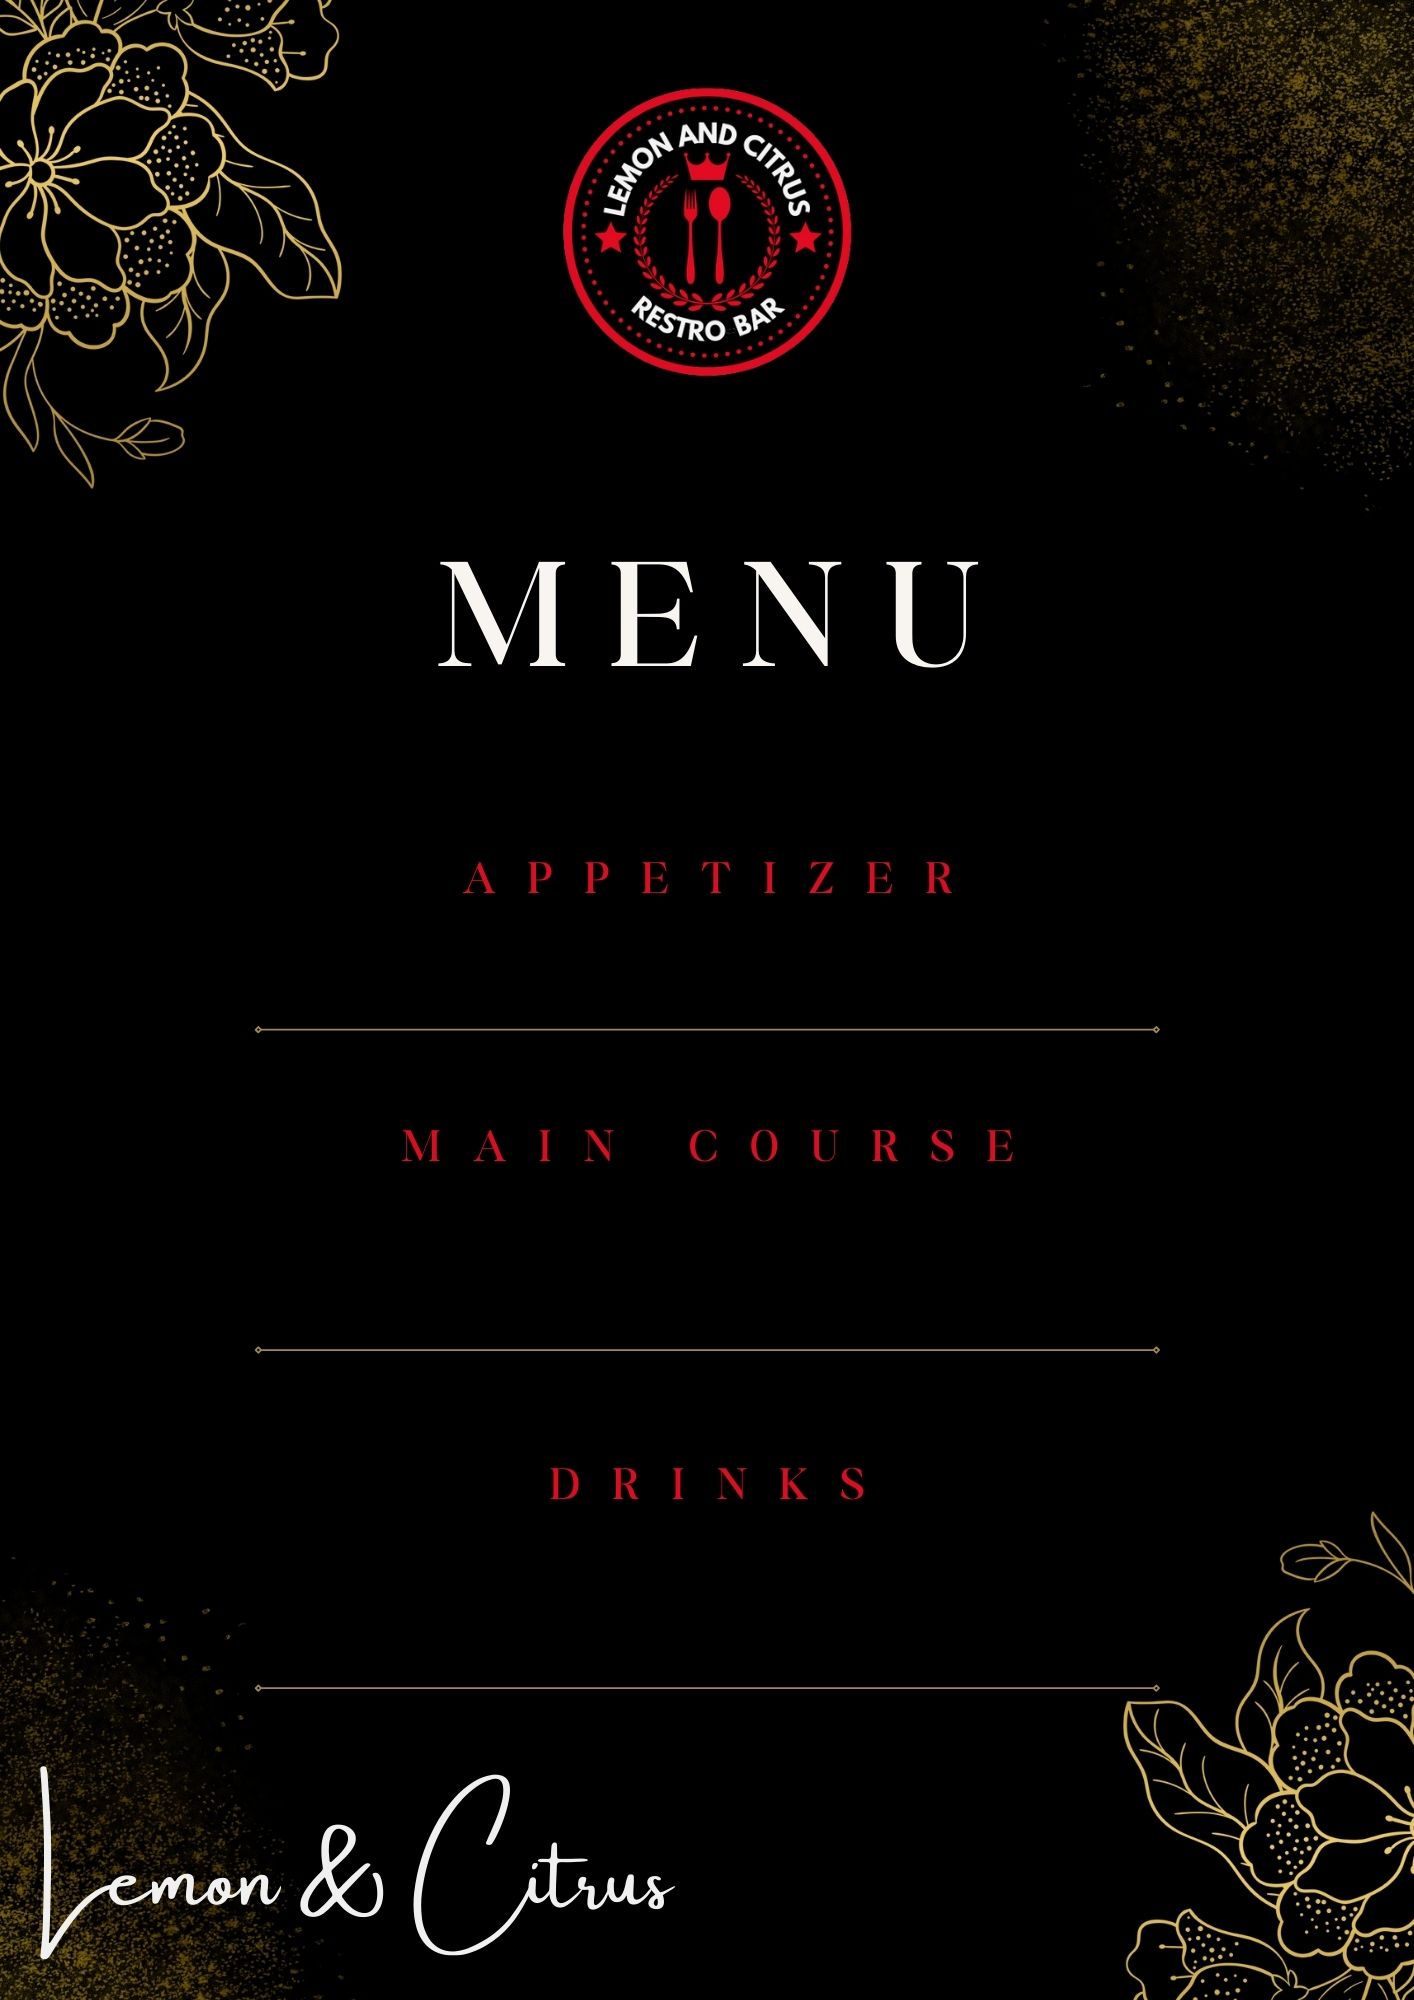 LEMON AND CITRUS
RESTRO BAR
MENU
APPETIZER
MAIN COURSE
DRINKS
Lemon & Citrus